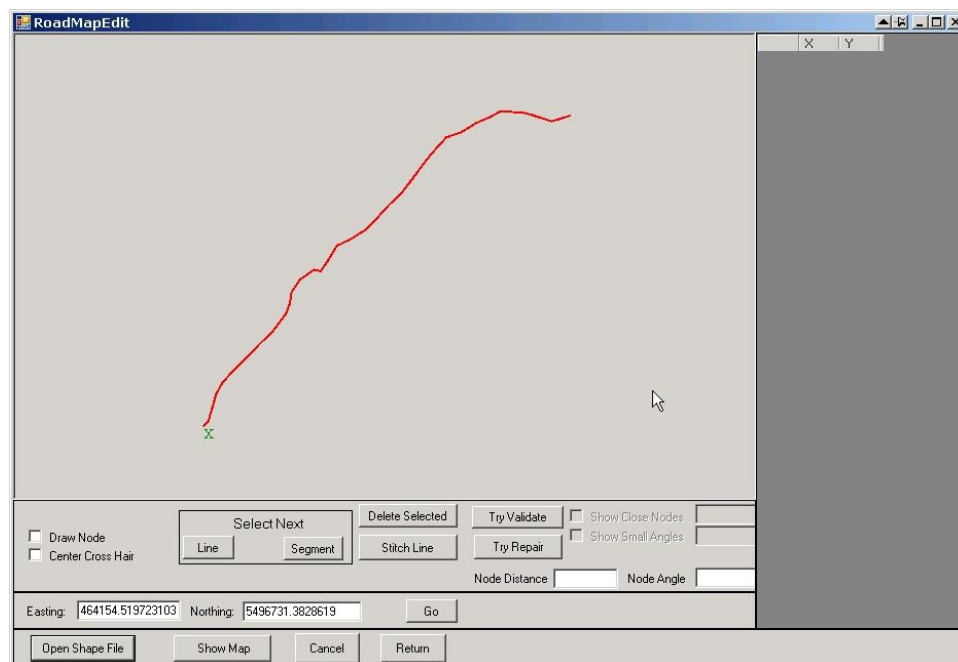 RoadMapEdit
X Y
X
Select Next
Delete Selected
Try Validate
Show Close Nodes
Draw Node
Line
Segment
Stitch Line
Try Repair
Show Small Angles
Center Cross Hair
Node Distance
Node Angle
Easting: 464154.519723103 Northing: 5496731.3828619 Go
Open Shape File Show Map Cancel Return